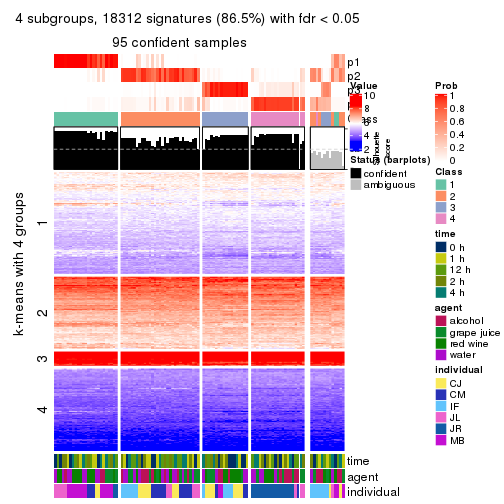 4 subgroups, 18312 signatures (86.5%) with fdr < 0.05
95 confident samples
p1
p2
p3
Value
10
8
6
4
2
Silhouette
score
Status (barplots)
confident
ambiguous
k-means with 4 groups
1
2
3
4
time
agent
individual
Prob
1
0.8
0.6
0.4
0.2
0
Class
1
2
3
4
time
0 h
1 h
12 h
2 h
4 h
agent
alcohol
grape juice
red wine
water
individual
CJ
CM
IF
JL
JR
MB